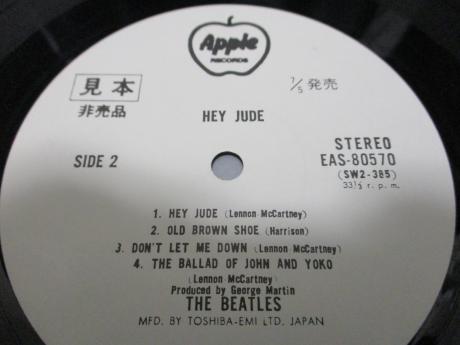 Apple
RECORDS
見本
非売品
7/5 発売
HEY JUDE
SIDE 2
STEREO
EAS-80570
(SW2-385)
33⅓ r. p. m.
1. HEY JUDE (Lennon-McCartney)
2. OLD BROWN SHOE (Harrison)
3. DON'T LET ME DOWN (Lennon-McCartney)
4. THE BALLAD OF JOHN AND YOKO
(Lennon-McCartney)
Produced by George Martin
THE BEATLES
MFD. BY TOSHIBA-EMI LTD. JAPAN